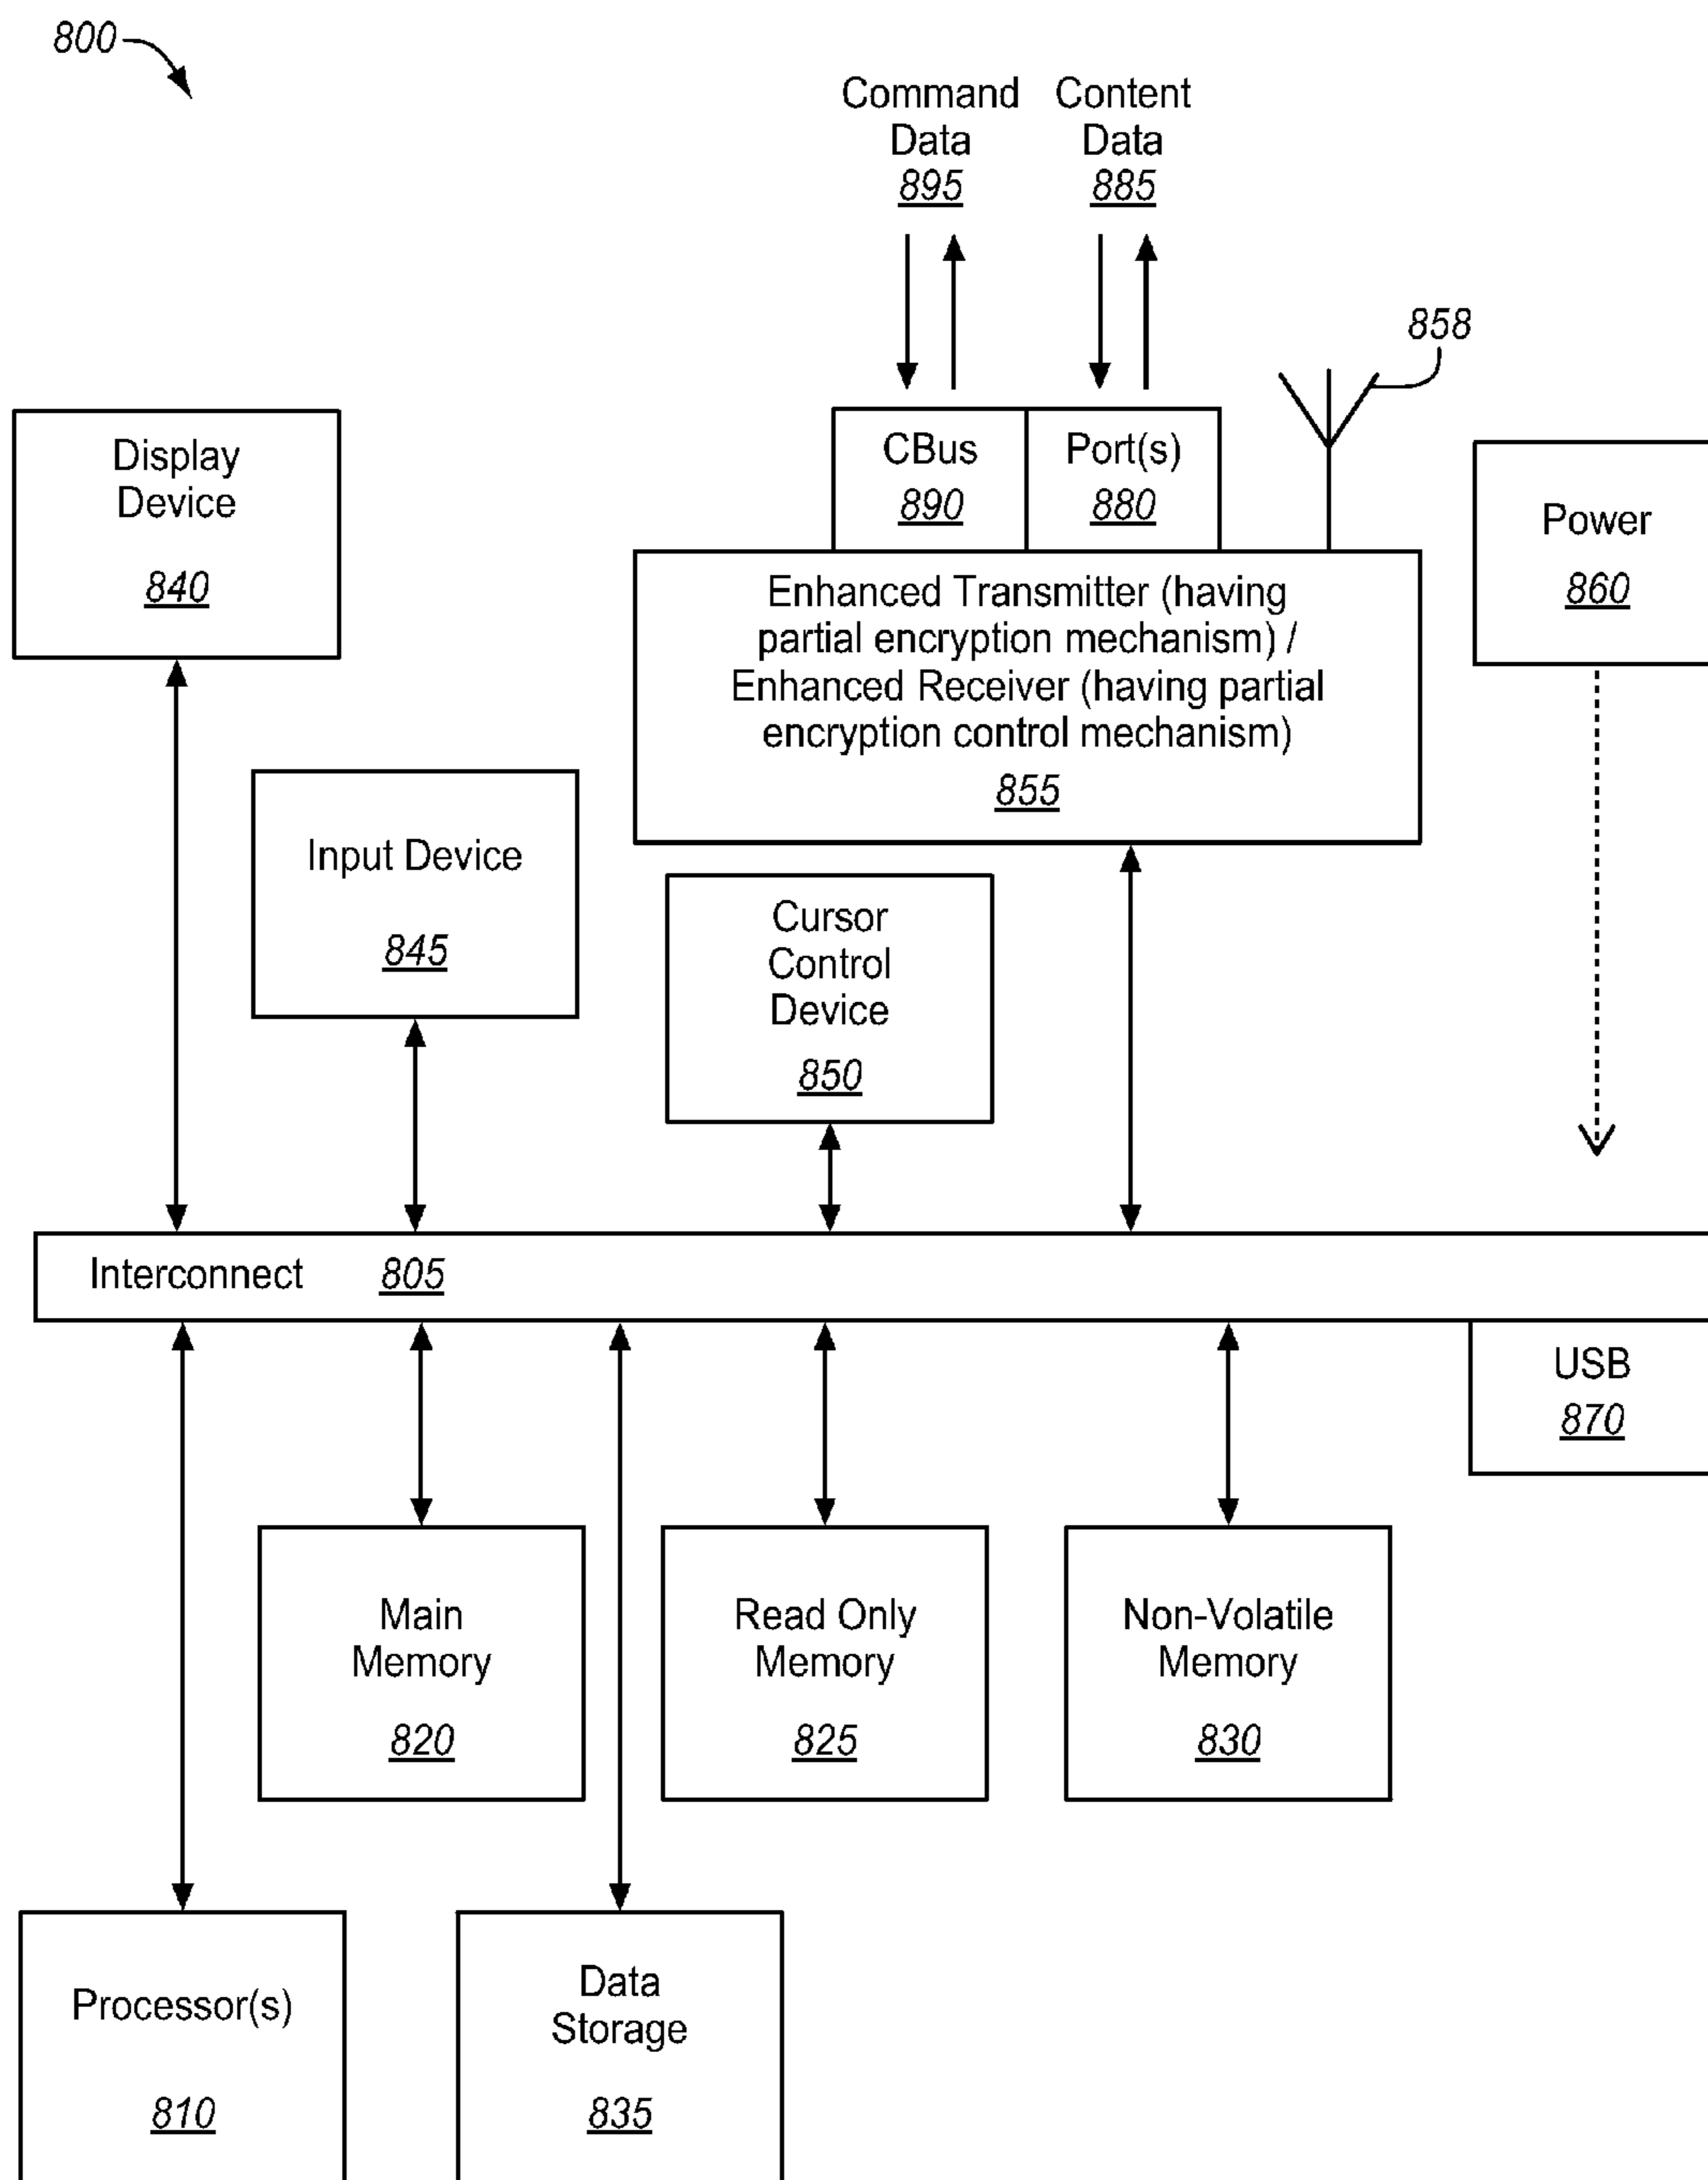 800
Command
Data
895
Content
Data
885
858
Display
Device
840
CBus
890
Port(s)
880
Power
860
Enhanced Transmitter (having
partial encryption mechanism) /
Enhanced Receiver (having partial
encryption control mechanism)
855
Input Device
845
Cursor
Control
Device
850
Interconnect 805
USB
870
Main
Memory
820
Read Only
Memory
825
Non-Volatile
Memory
830
Processor(s)
810
Data
Storage
835